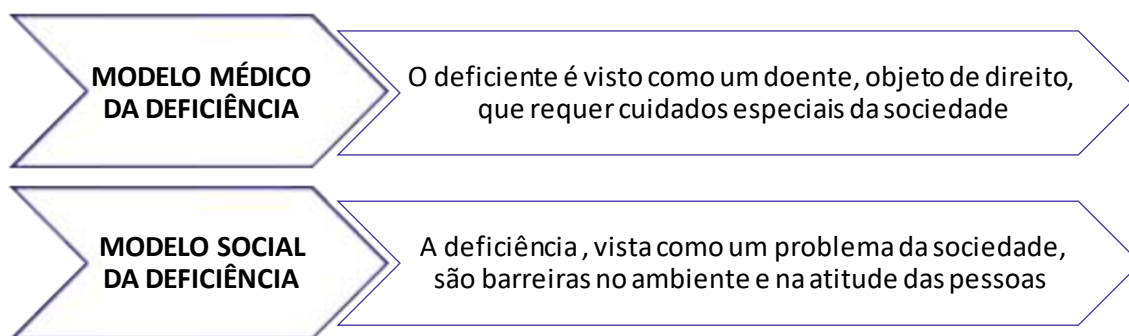 MODELO MÉDICO
DA DEFICIÊNCIA
O deficiente é visto como um doente, objeto de direito,
que requer cuidados especiais da sociedade
MODELO SOCIAL
DA DEFICIÊNCIA
A deficiência , vista como um problema da sociedade,
são barreiras no ambiente e na atitude das pessoas